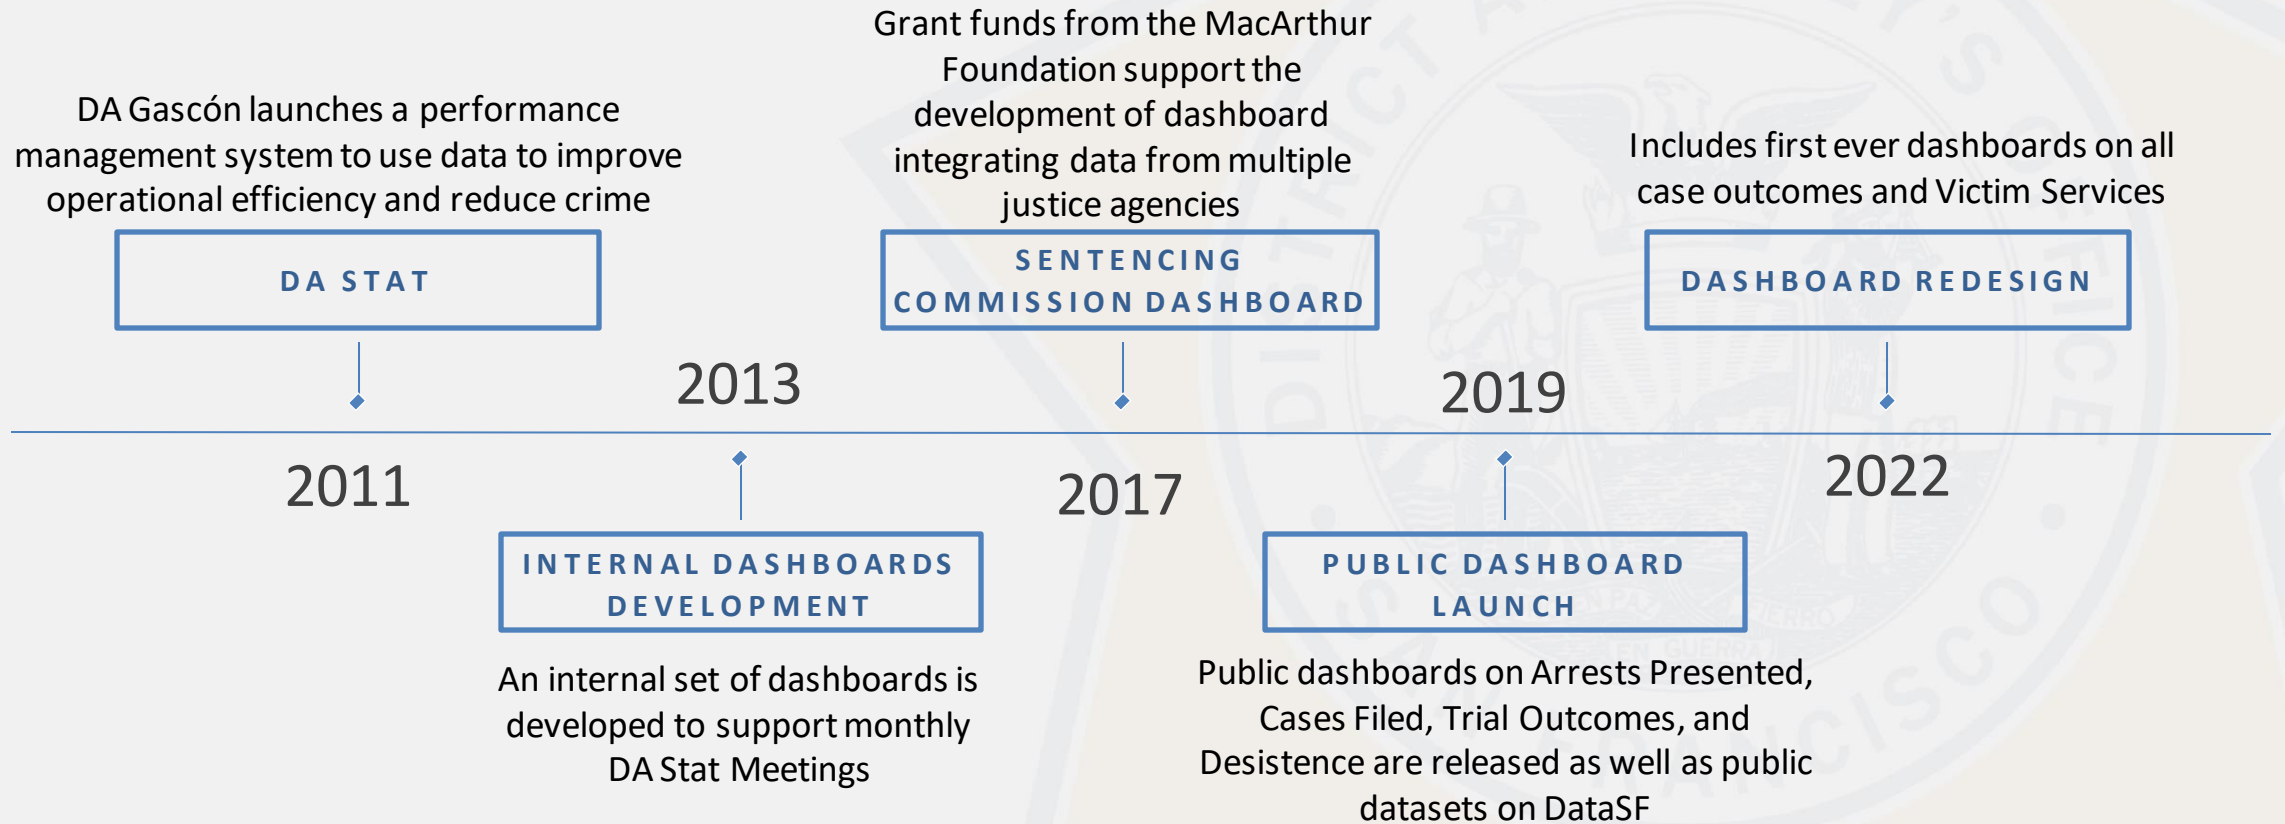 DA Gascón launches a performance
management system to use data to improve
operational efficiency and reduce crime
DA STAT
2011
2013
INTERNAL DASHBOARDS
DEVELOPMENT
An internal set of dashboards is
developed to support monthly
DA Stat Meetings
Grant funds from the MacArthur
Foundation support the
development of dashboard
integrating data from multiple
justice agencies
SENTENCING
COMMISSION DASHBOARD
2017
2019
PUBLIC DASHBOARD
LAUNCH
Public dashboards on Arrests Presented,
Cases Filed, Trial Outcomes, and
Desistence are released as well as public
datasets on DataSF
Includes first ever dashboards on all
case outcomes and Victim Services
DASHBOARD REDESIGN
2022